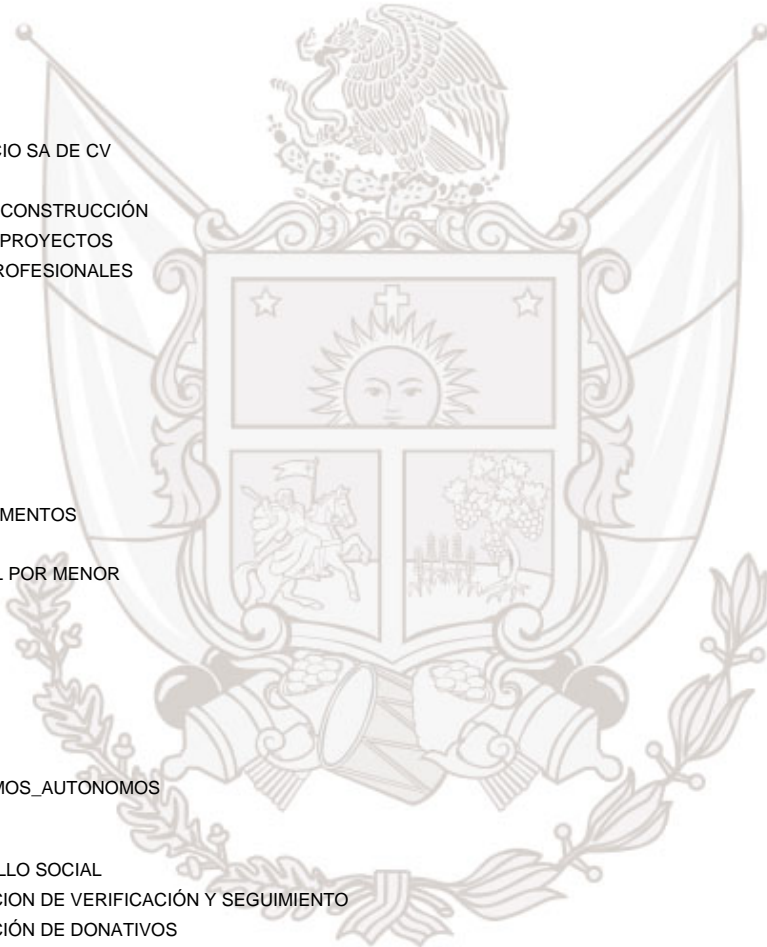 CIO SA DE CV
CONSTRUCCIÓN
PROYECTOS
ROFESIONALES
MENTOS
L POR MENOR
MOS_AUTONOMOS
LLO SOCIAL
CION DE VERIFICACIÓN Y SEGUIMIENTO
CIÓN DE DONATIVOS